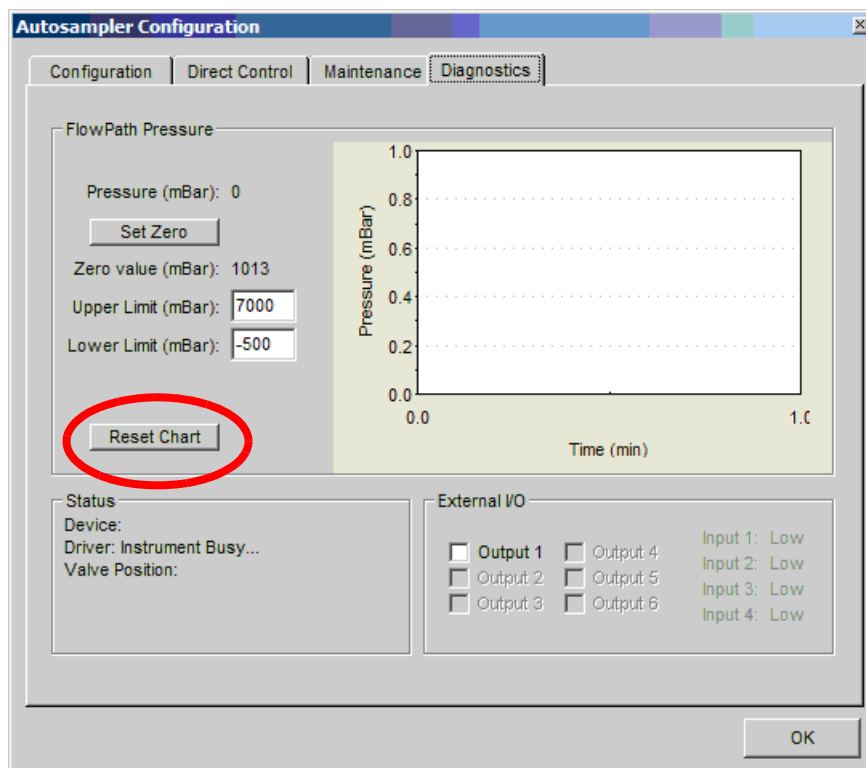 Autosampler Configuration
Configuration Direct Control Maintenance Diagnostics
FlowPath Pressure
Pressure (mBar): 0
Set Zero
Zero value (mBar): 1013
Upper Limit (mBar): 7000
Lower Limit (mBar): -500
Reset Chart
1.0
0.8
0.6
0.4
0.2
0.0
Pressure (mBar)
0.0 1.0
Time (min)
Status
Device:
Driver: Instrument Busy...
Valve Position:
External I/O
Output 1 Output 4 Input 1: Low
Output 2 Output 5 Input 2: Low
Output 3 Output 6 Input 3: Low
Input 4: Low
OK